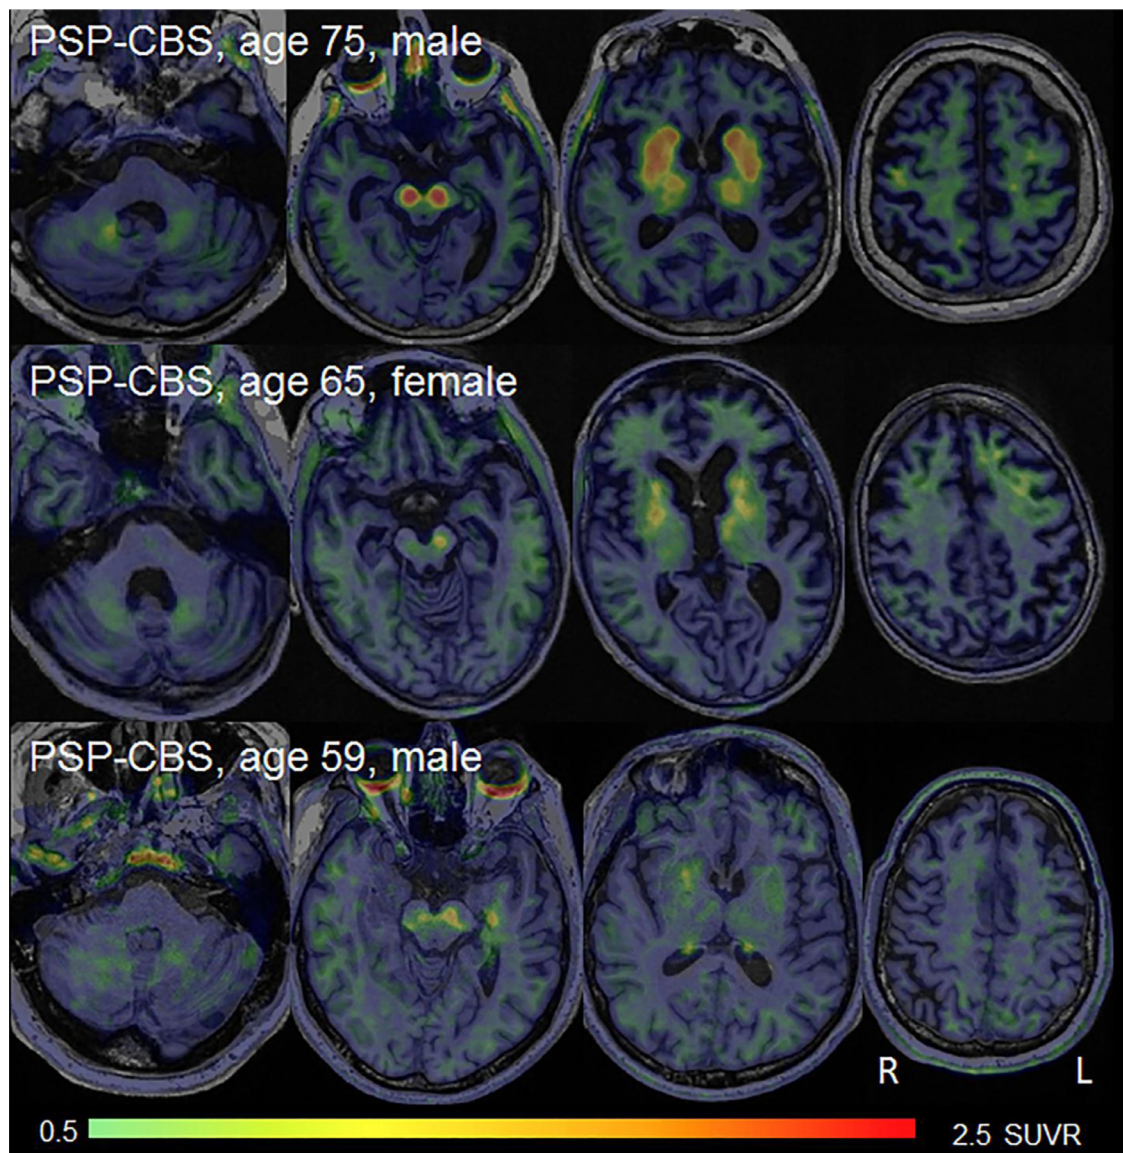 PSP-CBS, age 75, male
PSP-CBS, age 65, female
PSP-CBS, age 59, male
R L
0.5 2.5 SUVR